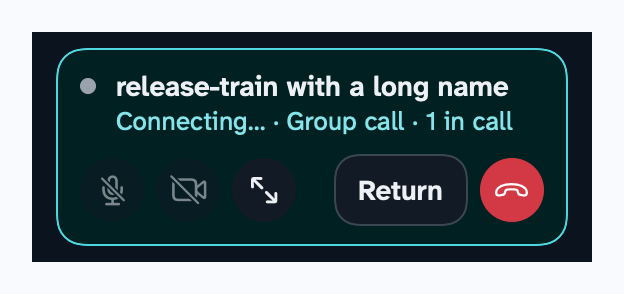 release-train with a long name
Connecting... · Group call · 1 in call
Return